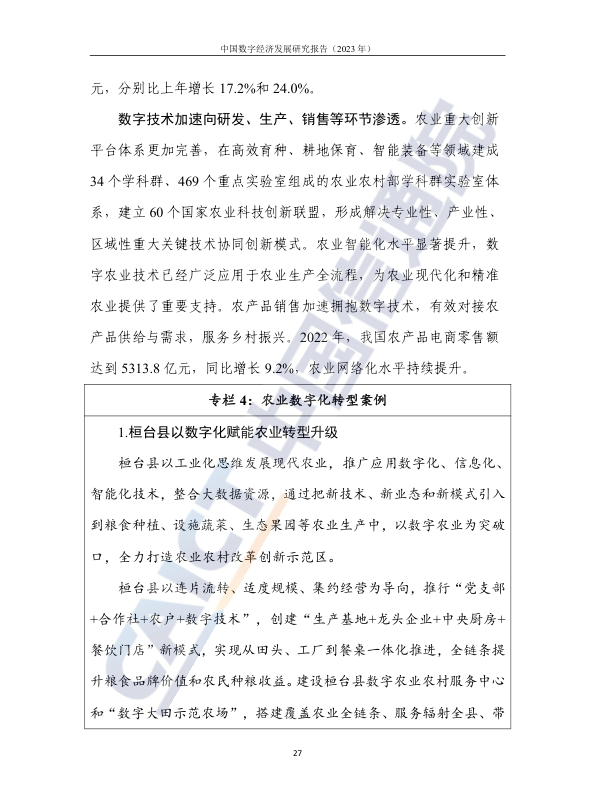 中国数字经济发展研究报告（2023 年）
元，分别比上年增长 17.2%和 24.0%。
数字技术加速向研发、生产、销售等环节渗透。农业重大创新
平台体系更加完善，在高效育种、耕地保育、智能装备等领域建成
34 个学科群、469 个重点实验室组成的农业农村部学科群实验室体
系，建立 60 个国家农业科技创新联盟，形成解决专业性、产业性、
区域性重大关键技术协同创新模式。农业智能化水平显著提升，数
字农业技术已经广泛应用于农业生产全流程，为农业现代化和精准
农业提供了重要支持。农产品销售加速拥抱数字技术，有效对接农
产品供给与需求，服务乡村振兴。2022 年，我国农产品电商零售额
达到 5313.8 亿元，同比增长 9.2%，农业网络化水平持续提升。
专栏 4：农业数字化转型案例
1.桓台县以数字化赋能农业转型升级
桓台县以工业化思维发展现代农业，推广应用数字化、信息化、
智能化技术，整合大数据资源，通过把新技术、新业态和新模式引入
到粮食种植、设施蔬菜、生态果园等农业生产中，以数字农业为突破
口，全力打造农业农村改革创新示范区。
桓台县以连片流转、适度规模、集约经营为导向，推行“党支部
+合作社+农户+数字技术”，创建“生产基地+龙头企业+中央厨房+
餐饮门店”新模式，实现从田头、工厂到餐桌一体化推进，全链条提
升粮食品牌价值和农民种粮收益。建设桓台县数字农业农村服务中心
和“数字大田示范农场”，搭建覆盖农业全链条、服务辐射全县、带
27
CAICT 中国信通院